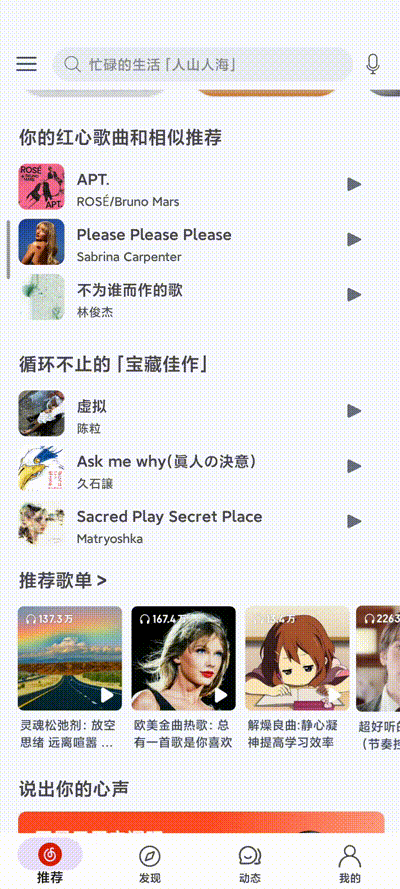 忙碌的生活「人山人海」
你的红心歌曲和相似推荐
ROSÉ
APT.
APT.
ROSÉ/Bruno Mars
Please Please Please
Sabrina Carpenter
不为谁而作的歌
林俊杰
循环不止的「宝藏佳作」
虚拟
陈粒
Ask me why(眞人の決意)
久石譲
Sacred Play Secret Place
Matryoshka
推荐歌单 >
137.3万
167.4万
13.4万
2263
灵魂松弛剂: 放空
思绪 远离喧嚣 ...
欧美金曲热歌: 总
有一首歌是你喜欢
解燥良曲:静心凝
神提高学习效率
超好听的
（节奏控
说出你的心声
推荐
发现
动态
我的